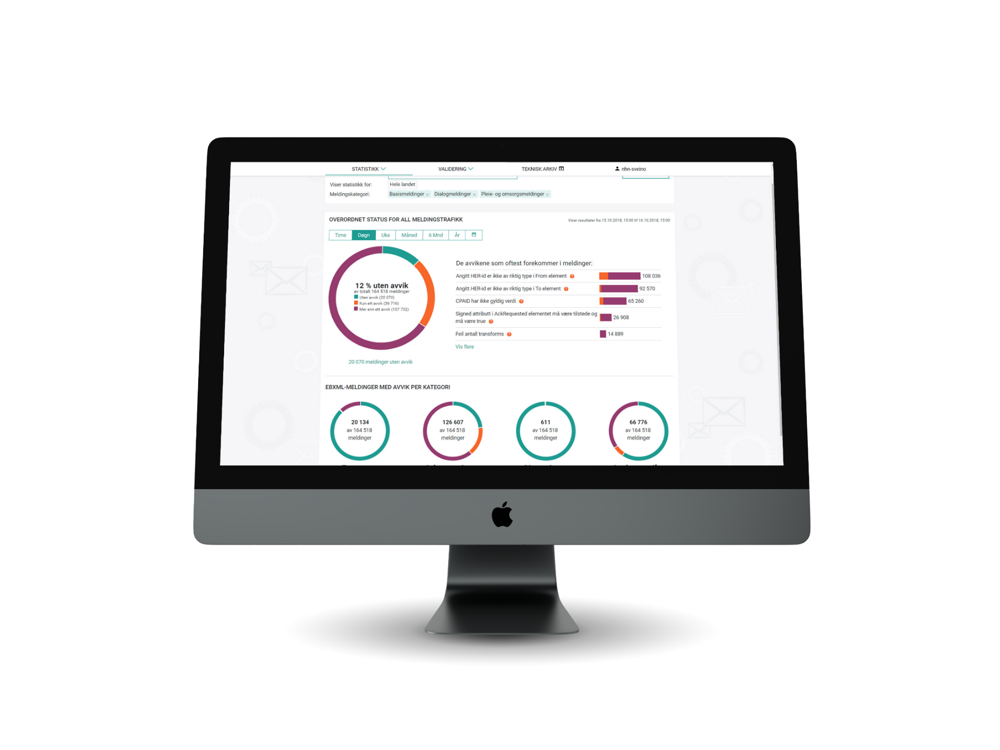 STATISTIKK
VALIDERING
TEKNISK ARKIV
nhn-sveino
Viser statistikk for:
Hele landet
Meldingskategori:
Basismeldinger × Dialogmeldinger × Pleie- og omsorgsmeldinger ×
OVERORDNET STATUS FOR ALL MELDINGSTRAFIKK
Viser resultater fra 15.10.2018, 15:00 til 16.10.2018, 15:00
Time Døgn Uke Måned 6 Mnd År
12 % uten avvik
av totalt 164 518 meldinger
Uten avvik (20 070)
Kun ett avvik (36 716)
Mer enn ett avvik (107 732)
20 070 meldinger uten avvik
De avvikene som oftest forekommer i meldinger:
Angitt HER-id er ikke av riktig type i From element ? 108 036
Angitt HER-id er ikke av riktig type i To element ? 92 570
CPAID har ikke gyldig verdi ? 65 260
Signed attributt i AckRequested elementet må være tilstede og
må være true ? 26 908
Feil antall transforms ? 14 889
Vis flere
EBXML-MELDINGER MED AVVIK PER KATEGORI
20 134
av 164 518
meldinger
126 607
av 164 518
meldinger
611
av 164 518
meldinger
66 776
av 164 518
meldinger